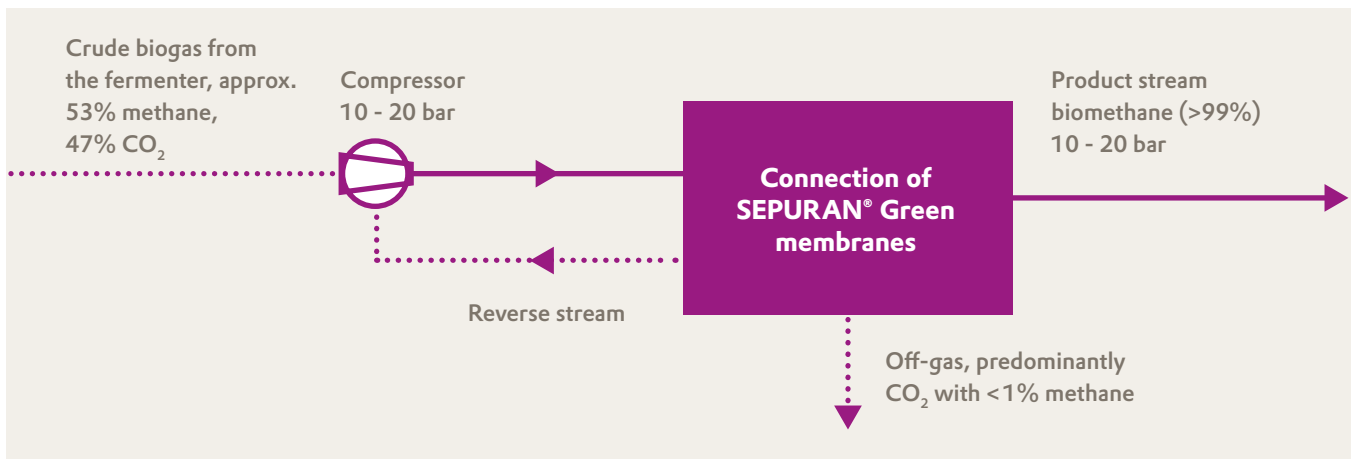 Crude biogas from
the fermenter, approx.
53% methane,
47% CO₂
Compressor
10 - 20 bar
Connection of
SEPURAN® Green
membranes
Product stream
biomethane (>99%)
10 - 20 bar
Reverse stream
Off-gas, predominantly
CO₂ with <1% methane